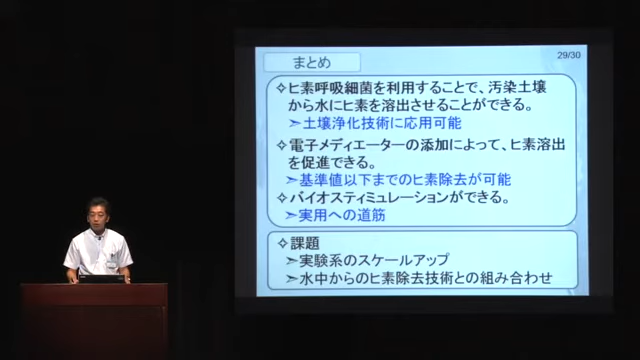 29/30
まとめ
✧ヒ素呼吸細菌を利用することで、汚染土壌
から水にヒ素を溶出させることができる。
➣土壌浄化技術に応用可能
✧電子メディエーターの添加によって、ヒ素溶出
を促進できる。
➣基準値以下までのヒ素除去が可能
✧バイオスティミュレーションができる。
➣実用への道筋
✧課題
➣実験系のスケールアップ
➣水中からのヒ素除去技術との組み合わせ